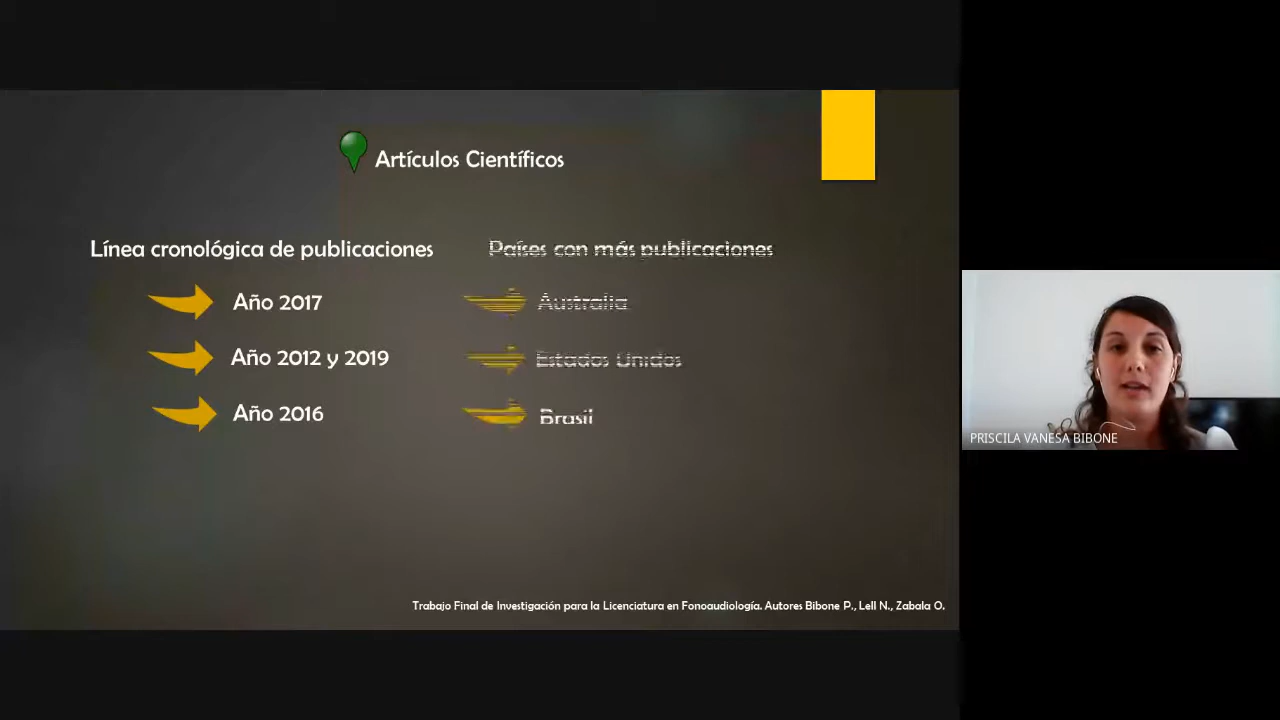 Artículos Científicos
Línea cronológica de publicaciones
Año 2017
Año 2012 y 2019
Año 2016
Países con más publicaciones
Australia
Estados Unidos
Brasil
Trabajo Final de Investigación para la Licenciatura en Fonoaudiología. Autores Bibone P., Lell N., Zabala O.
PRISCILA VANESA BIBONE